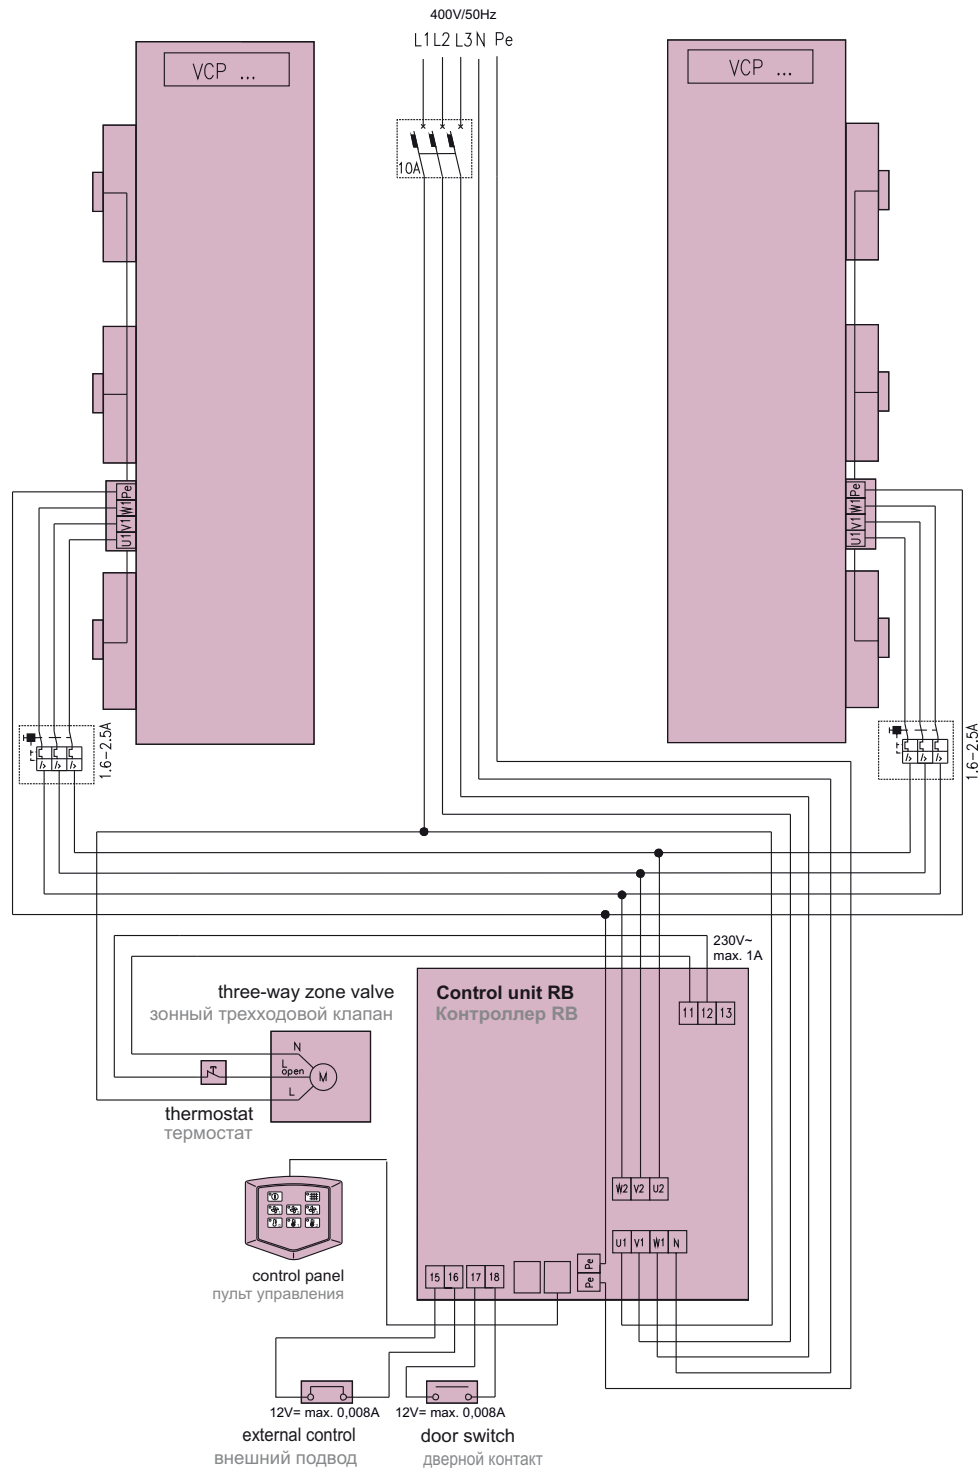 400V/50Hz
L1 L2 L3 N Pe
VCP ...
VCP ...
10A
Pe
W1
V1
U1
Pe
W1
V1
U1
1.6-2.5A
1.6-2.5A
230V~
max. 1A
three-way zone valve
зонный трехходовой клапан
Control unit RB
Контроллер RB
11 12 13
N
L
open
L
M
thermostat
термостат
W2 V2 U2
U1 V1 W1 N
Pe
Pe
15 16 17 18
control panel
пульт управления
12V= max. 0,008A
12V= max. 0,008A
external control
внешний подвод
door switch
дверной контакт